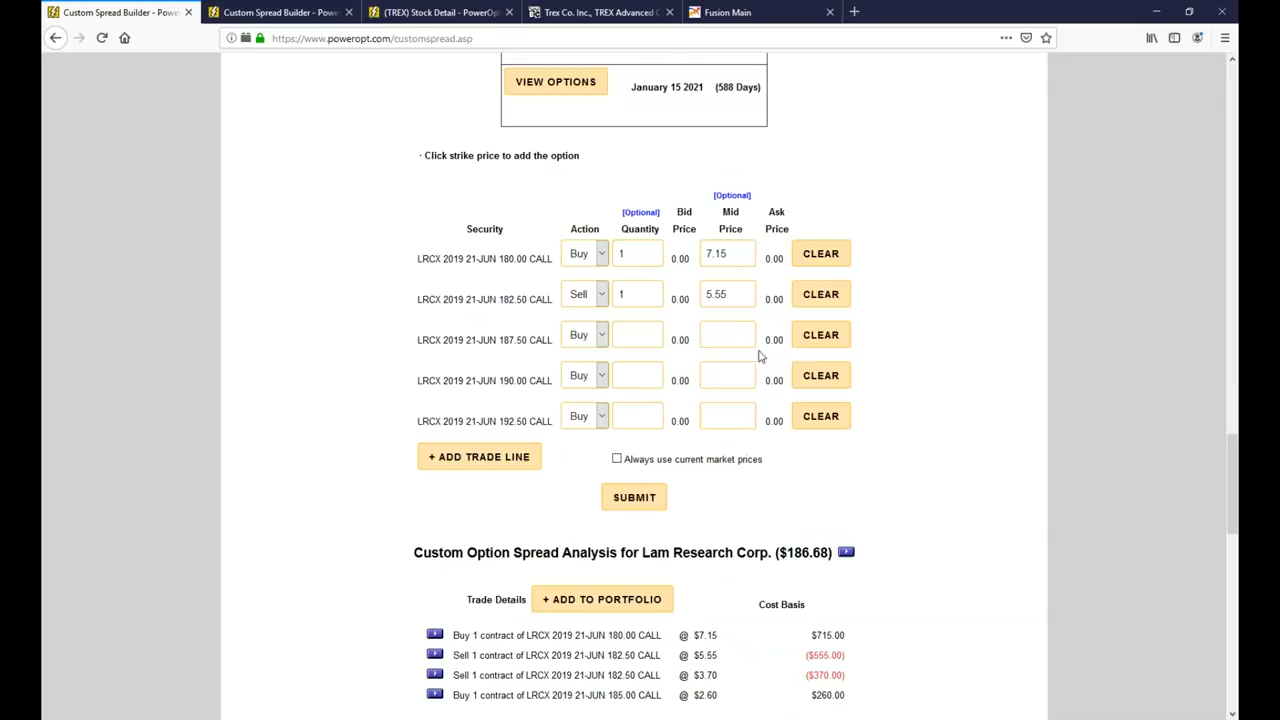 Custom Spread Builder - PowerOpt
Custom Spread Builder - PowerOpt
(TREX) Stock Detail - PowerOpt
Trex Co. Inc., TREX Advanced C
Fusion Main
https://www.poweropt.com/customspread.asp
VIEW OPTIONS January 15 2021 (588 Days)
· Click strike price to add the option
[Optional] [Optional]
Security Action Quantity Bid Price Mid Price Ask Price
LRCX 2019 21-JUN 180.00 CALL Buy 1 0.00 7.15 0.00 CLEAR
LRCX 2019 21-JUN 182.50 CALL Sell 1 0.00 5.55 0.00 CLEAR
LRCX 2019 21-JUN 187.50 CALL Buy 0.00 0.00 CLEAR
LRCX 2019 21-JUN 190.00 CALL Buy 0.00 0.00 CLEAR
LRCX 2019 21-JUN 192.50 CALL Buy 0.00 0.00 CLEAR
+ ADD TRADE LINE Always use current market prices
SUBMIT
Custom Option Spread Analysis for Lam Research Corp. ($186.68)
Trade Details + ADD TO PORTFOLIO Cost Basis
Buy 1 contract of LRCX 2019 21-JUN 180.00 CALL @ $7.15 $715.00
Sell 1 contract of LRCX 2019 21-JUN 182.50 CALL @ $5.55 ($555.00)
Sell 1 contract of LRCX 2019 21-JUN 182.50 CALL @ $3.70 ($370.00)
Buy 1 contract of LRCX 2019 21-JUN 185.00 CALL @ $2.60 $260.00